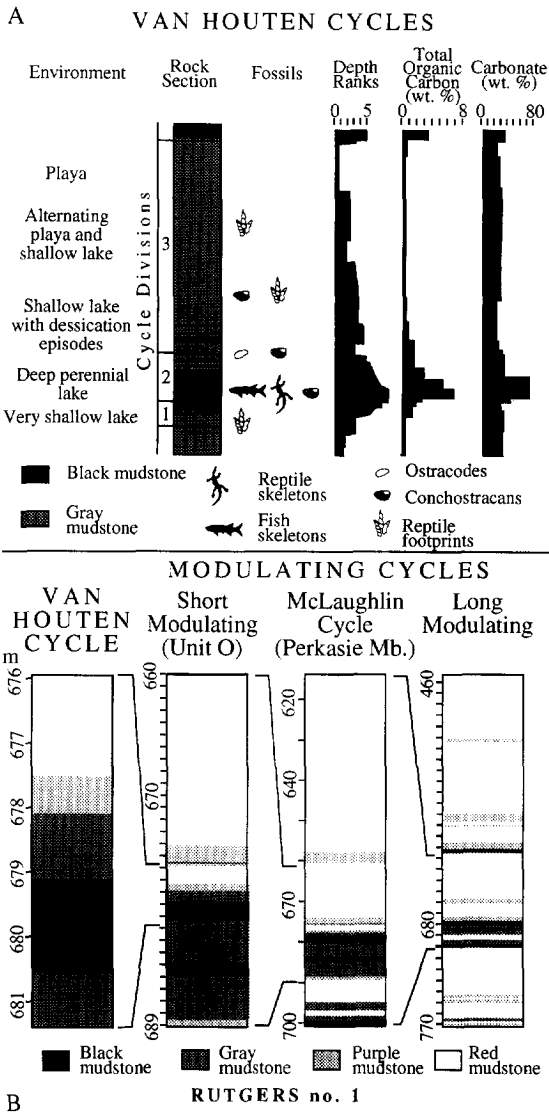 A
VAN HOUTEN CYCLES
Environment
Rock
Section
Fossils
Depth
Ranks
0 5
Total
Organic
Carbon
(wt. %)
0 8
Carbonate
(wt. %)
0 80
Cycle Divisions
3
2
1
Playa
Alternating
playa and
shallow lake
Shallow lake
with dessication
episodes
Deep perennial
lake
Very shallow lake
Black mudstone
Gray
mudstone
Reptile
skeletons
Fish
skeletons
Ostracodes
Conchostracans
Reptile
footprints
MODULATING CYCLES
VAN
HOUTEN
CYCLE
Short
Modulating
(Unit O)
McLaughlin
Cycle
(Perkasie Mb.)
Long
Modulating
m
676
677
678
679
680
681
660
670
689
620
640
670
700
460
680
770
Black
mudstone
Gray
mudstone
Purple
mudstone
Red
mudstone
B
RUTGERS no. 1